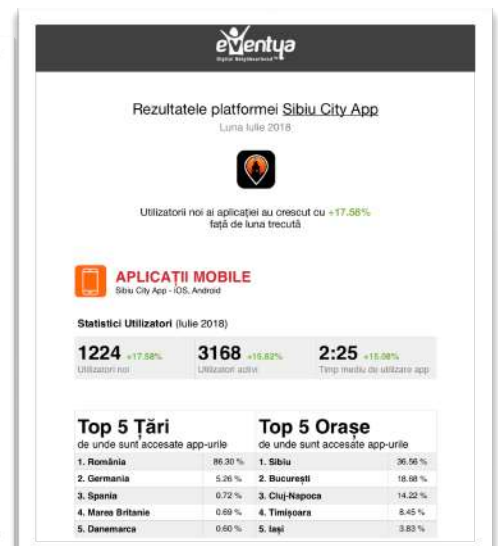 eventya
Digital Neighbourhood™
Rezultatele platformei Sibiu City App
Luna Iulie 2018
Utilizatorii noi ai aplicației au crescut cu +17.58%
față de luna trecută
APLICAȚII MOBILE
Sibiu City App - iOS, Android
Statistici Utilizatori (Iulie 2018)
1224 +17.58% 3168 +15.82% 2:25 +15.08%
Utilizatori noi Utilizatori activi Timp mediu de utilizare app
Top 5 Țări Top 5 Orașe
de unde sunt accesate app-urile de unde sunt accesate app-urile
1. România 86.30 % 1. Sibiu 36.56 %
2. Germania 5.26 % 2. București 18.68 %
3. Spania 0.72 % 3. Cluj-Napoca 14.22 %
4. Marea Britanie 0.69 % 4. Timișoara 8.45 %
5. Danemarca 0.60 % 5. Iași 3.83 %